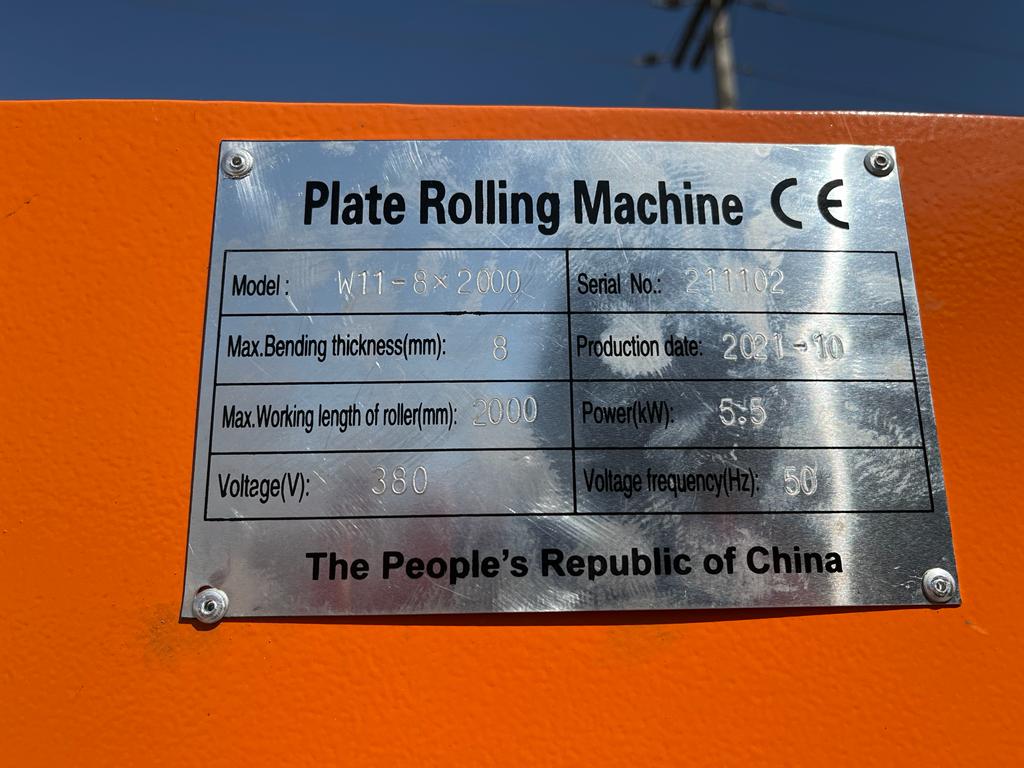 Plate Rolling Machine CE
Model: W11-8×2000 Serial No.: 211102
Max.Bending thickness(mm): 8 Production date: 2021-10
Max.Working length of roller(mm): 2000 Power(kW): 5.5
Voltage(V): 380 Voltage frequency(Hz): 50
The People's Republic of China